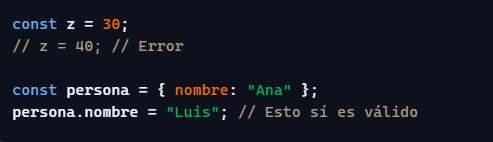 const z = 30;
// z = 40; // Error

const persona = { nombre: "Ana" };
persona.nombre = "Luis"; // Esto sí es válido